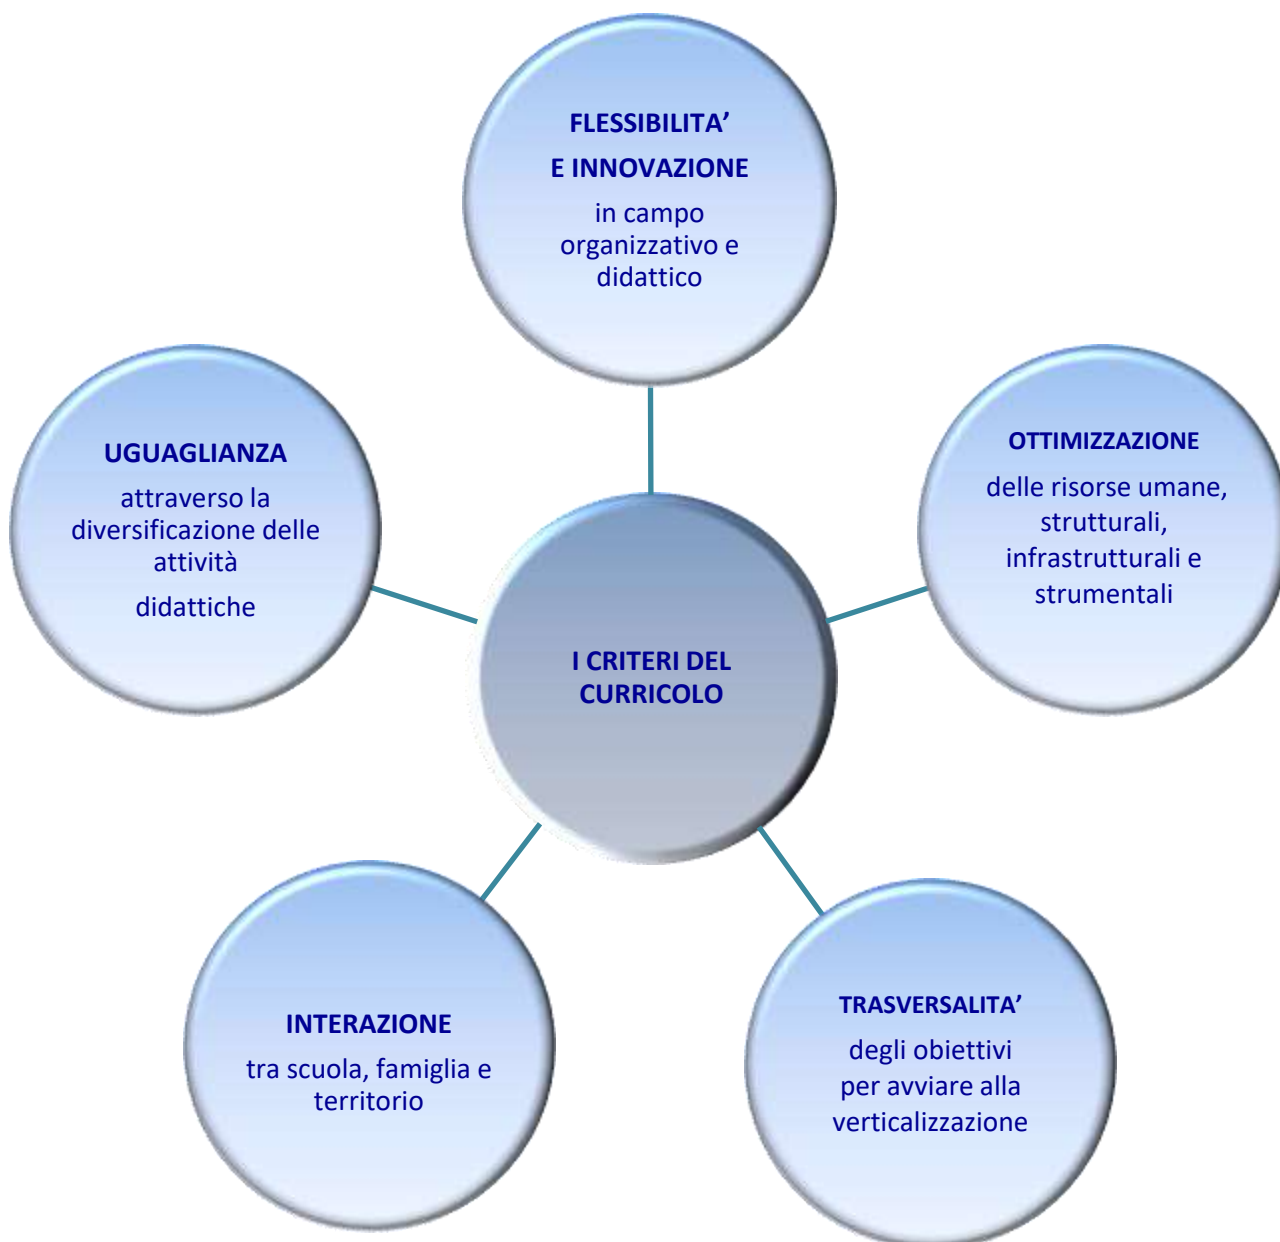 FLESSIBILITA’
E INNOVAZIONE
in campo
organizzativo e
didattico
UGUAGLIANZA
attraverso la
diversificazione delle
attività
didattiche
OTTIMIZZAZIONE
delle risorse umane,
strutturali,
infrastrutturali e
strumentali
I CRITERI DEL
CURRICOLO
INTERAZIONE
tra scuola, famiglia e
territorio
TRASVERSALITA’
degli obiettivi
per avviare alla
verticalizzazione